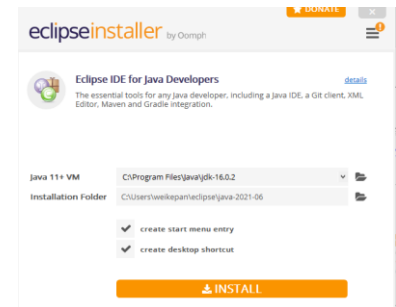 DONATE
x
eclipseinstaller by Oomph
!
Eclipse IDE for Java Developers
details
The essential tools for any Java developer, including a Java IDE, a Git client, XML
Editor, Maven and Gradle integration.
Java 11+ VM
C:\Program Files\Java\jdk-16.0.2
Installation Folder
C:\Users\weikepan\eclipse\java-2021-06
create start menu entry
create desktop shortcut
INSTALL